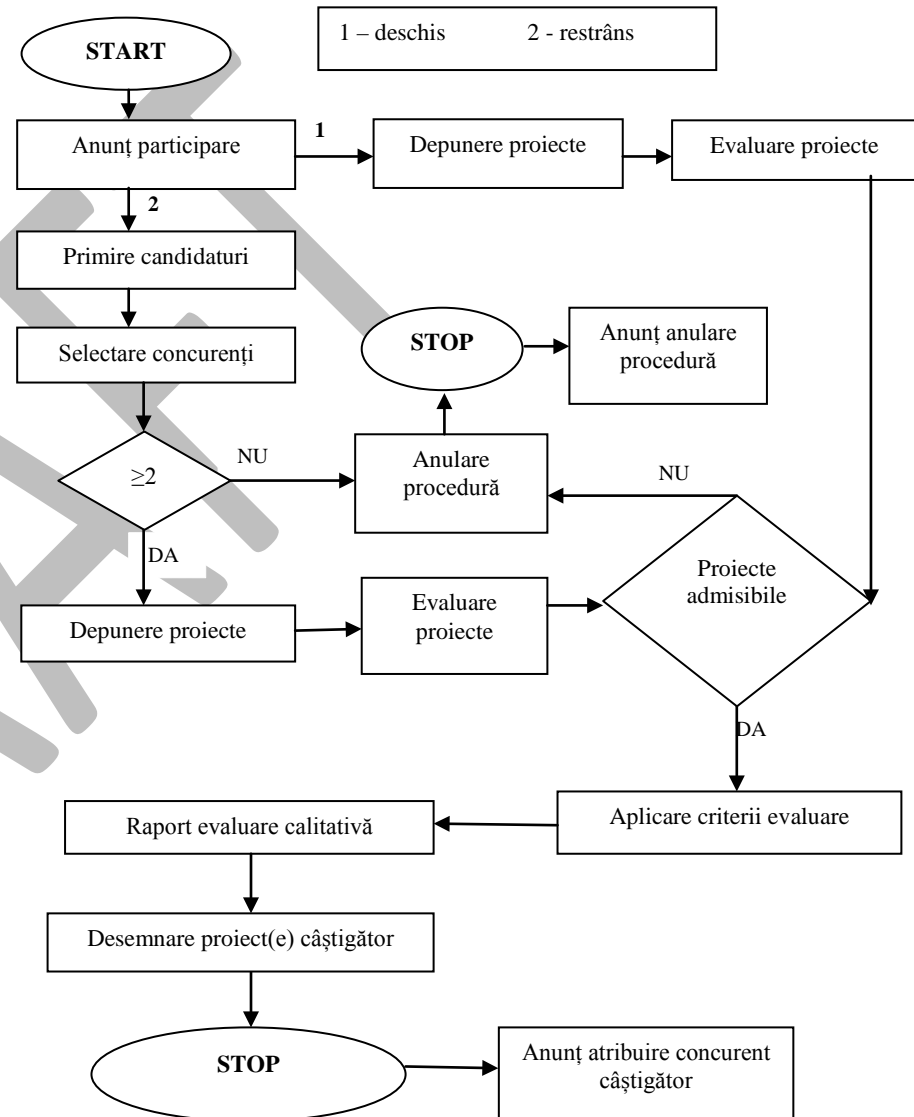 START
1 – deschis 2 - restrâns
Anunț participare
1
Depunere proiecte
Evaluare proiecte
2
Primire candidaturi
Selectare concurenți
STOP
Anunț anulare
procedură
≥2
NU
Anulare
procedură
NU
DA
Proiecte
admisibile
Depunere proiecte
Evaluare
proiecte
DA
Aplicare criterii evaluare
Raport evaluare calitativă
Desemnare proiect(e) câștigător
STOP
Anunț atribuire concurent
câștigător